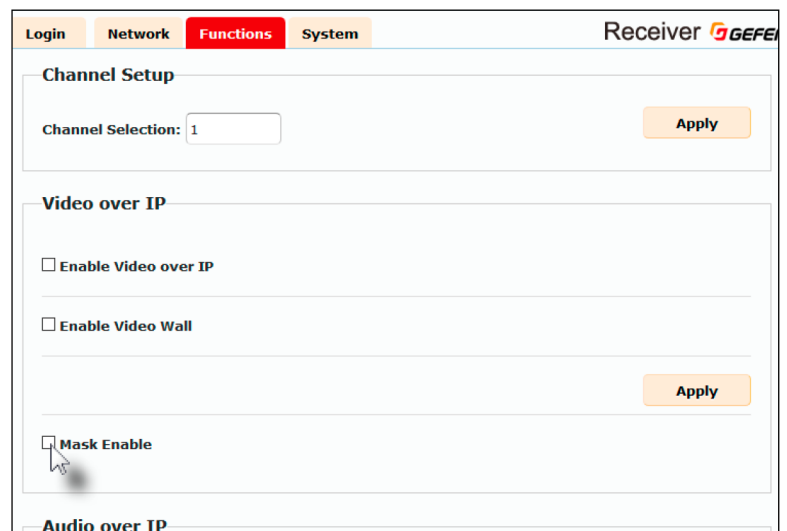 Login Network Functions System Receiver GEFEN
Channel Setup
Channel Selection: 1 Apply
Video over IP
Enable Video over IP
Enable Video Wall
Apply
Mask Enable
Audio over IP